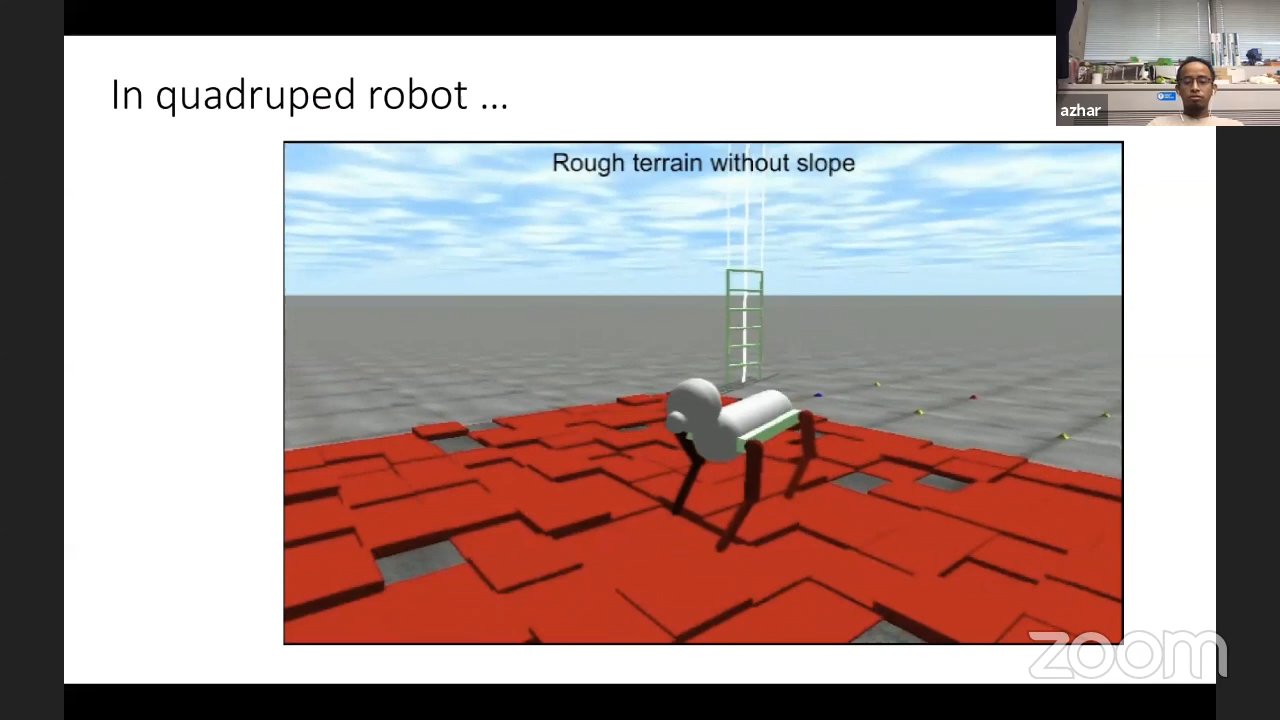 In quadruped robot ...
azhar
Rough terrain without slope
zoom